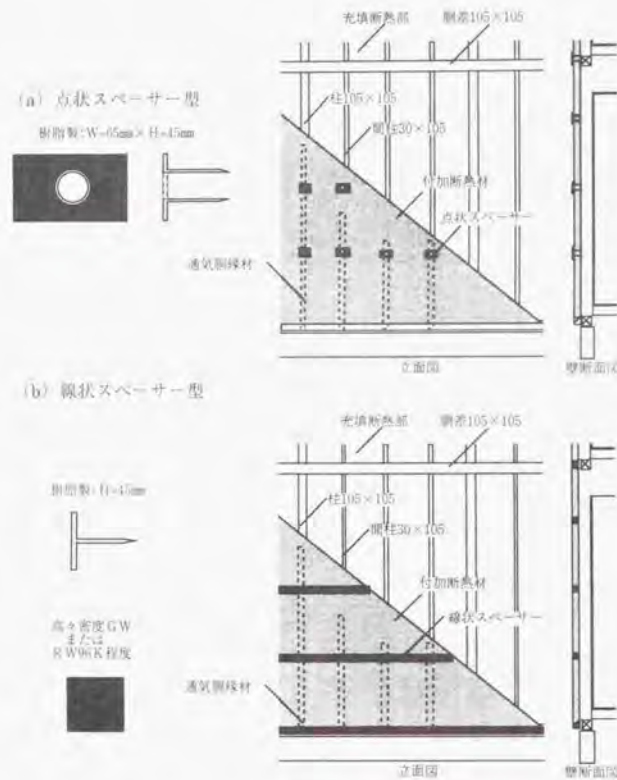 充填断熱部
胴差105×105
(a) 点状スペーサー型
樹脂製:W=65㎜×H=45㎜
柱105×105
間柱30×105
付加断熱材
点状スペーサー
通気胴縁材
立面図
壁断面図
(b) 線状スペーサー型
充填断熱部
胴差105×105
樹脂製:H=45㎜
柱105×105
間柱30×105
付加断熱材
線状スペーサー
高々密度GW
または
RW96K程度
通気胴縁材
立面図
壁断面図